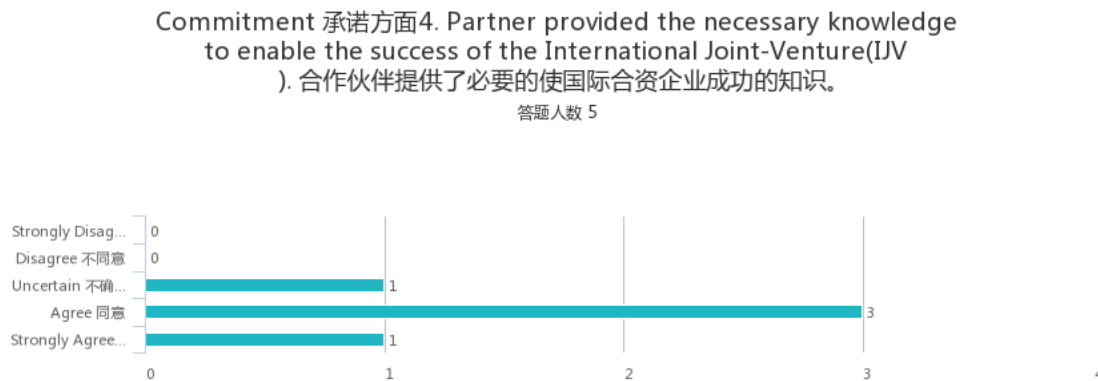 Commitment 承诺方面4. Partner provided the necessary knowledge
to enable the success of the International Joint-Venture(IJV
). 合作伙伴提供了必要的使国际合资企业成功的知识。
答题人数 5
Strongly Disag... 0
Disagree 不同意 0
Uncertain 不确... 1
Agree 同意 3
Strongly Agree... 1
0 1 2 3 4